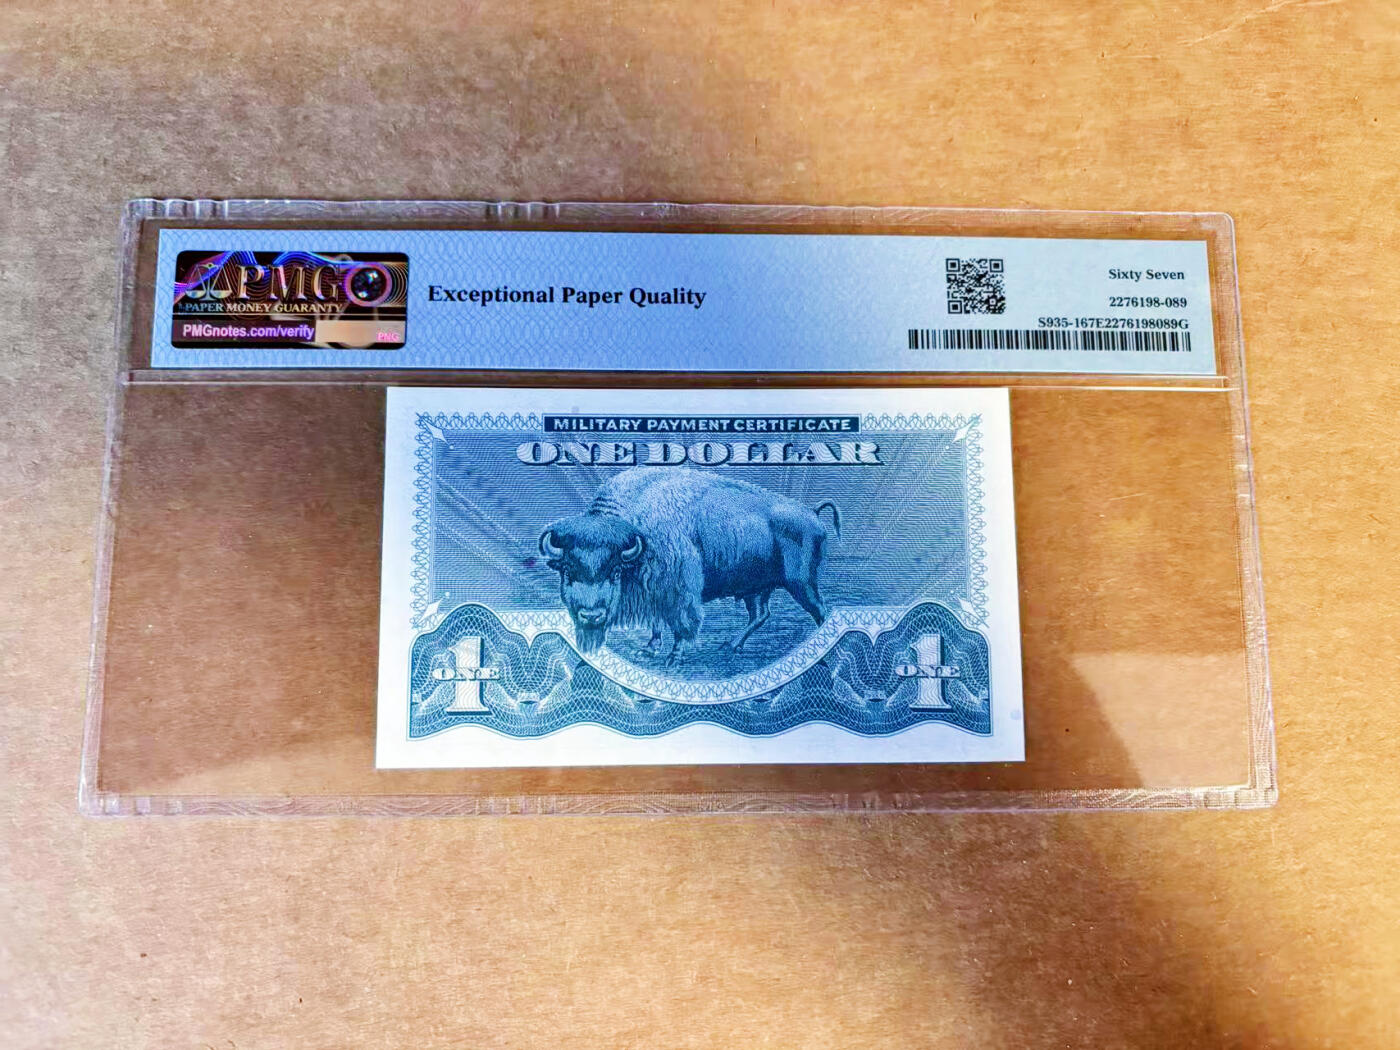 PMG
PAPER MONEY GUARANTY
PMGnotes.com/verify
PNG
Exceptional Paper Quality
Sixty Seven
2276198-089
S935-167E2276198089G
MILITARY PAYMENT CERTIFICATE
ONE DOLLAR
1
ONE
1
ONE